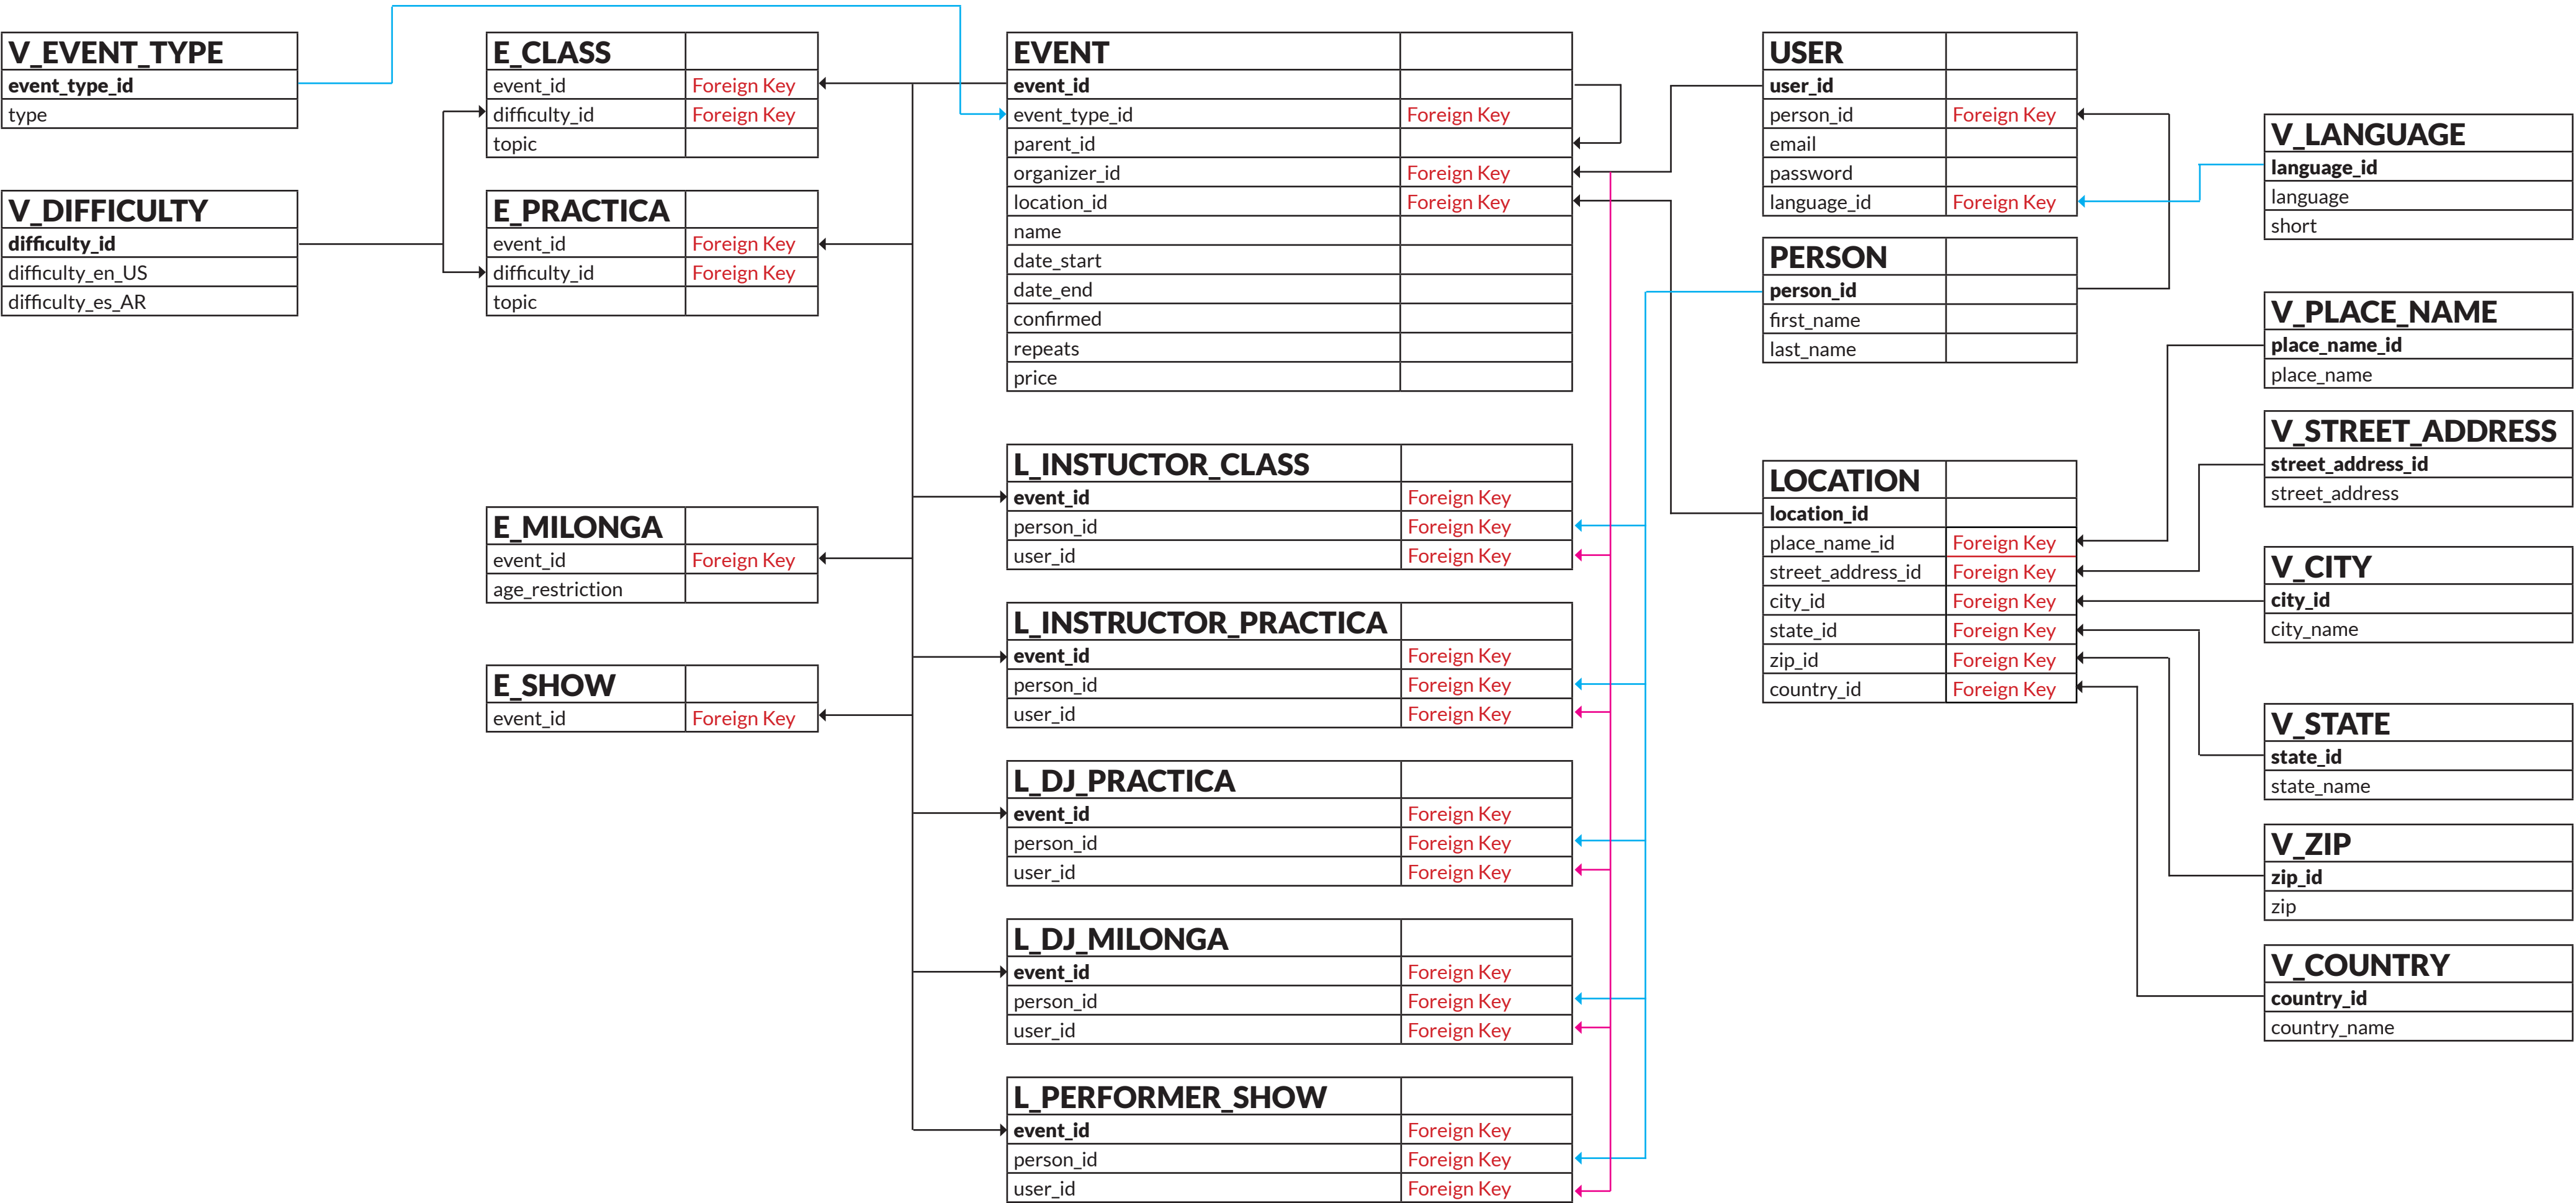 V_EVENT_TYPE
event_type_id
type
V_DIFFICULTY
difficulty_id
difficulty_en_US
difficulty_es_AR
E_CLASS
event_id Foreign Key
difficulty_id Foreign Key
topic
E_PRACTICA
event_id Foreign Key
difficulty_id Foreign Key
topic
E_MILONGA
event_id Foreign Key
age_restriction
E_SHOW
event_id Foreign Key
EVENT
event_id
event_type_id Foreign Key
parent_id
organizer_id Foreign Key
location_id Foreign Key
name
date_start
date_end
confirmed
repeats
price
L_INSTUCTOR_CLASS
event_id Foreign Key
person_id Foreign Key
user_id Foreign Key
L_INSTRUCTOR_PRACTICA
event_id Foreign Key
person_id Foreign Key
user_id Foreign Key
L_DJ_PRACTICA
event_id Foreign Key
person_id Foreign Key
user_id Foreign Key
L_DJ_MILONGA
event_id Foreign Key
person_id Foreign Key
user_id Foreign Key
L_PERFORMER_SHOW
event_id Foreign Key
person_id Foreign Key
user_id Foreign Key
USER
user_id
person_id Foreign Key
email
password
language_id Foreign Key
PERSON
person_id
first_name
last_name
LOCATION
location_id
place_name_id Foreign Key
street_address_id Foreign Key
city_id Foreign Key
state_id Foreign Key
zip_id Foreign Key
country_id Foreign Key
V_LANGUAGE
language_id
language
short
V_PLACE_NAME
place_name_id
place_name
V_STREET_ADDRESS
street_address_id
street_address
V_CITY
city_id
city_name
V_STATE
state_id
state_name
V_ZIP
zip_id
zip
V_COUNTRY
country_id
country_name